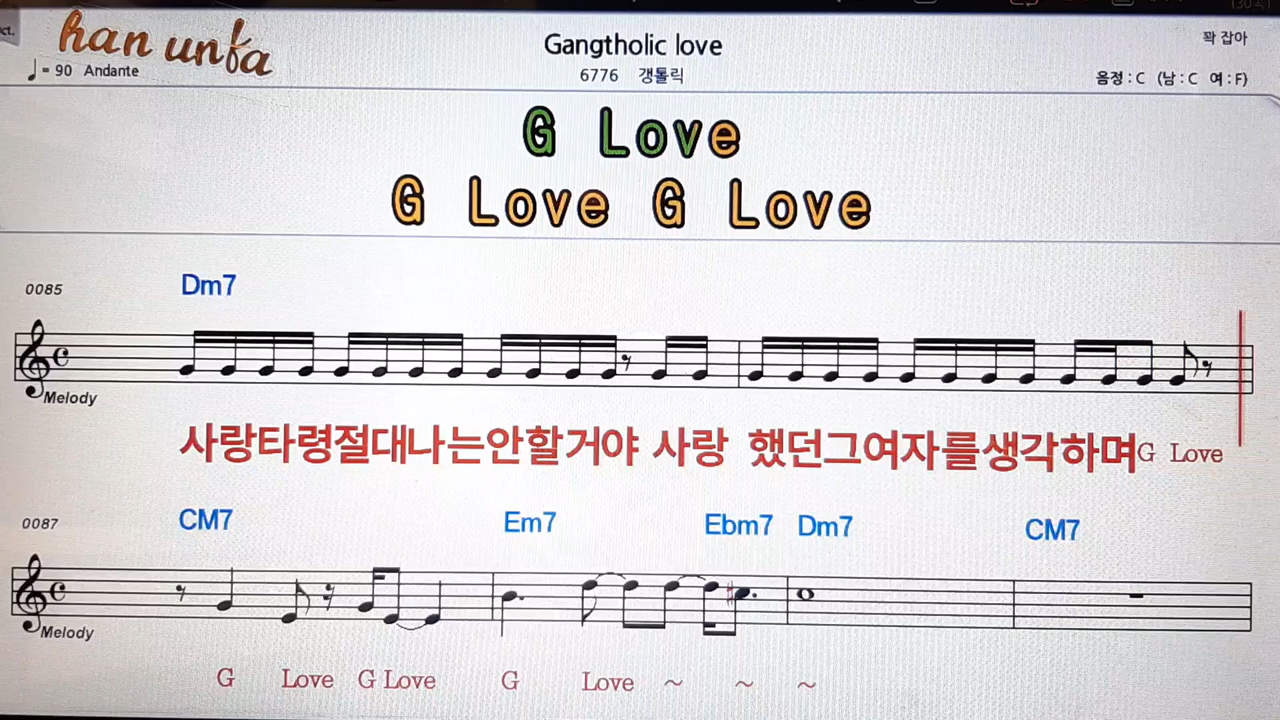 ct.
han unfa
Gangtholic love
꽉 잡아
♩= 90 Andante
6776 갱톨릭
음정 : C (남 : C 여 : F)
G Love
G Love G Love
0085
Dm7
Melody
사랑타령절대나는안할거야 사랑 했던그여자를생각하며G Love
0087
CM7 Em7 Ebm7 Dm7 CM7
Melody
G Love G Love G Love ~ ~ ~